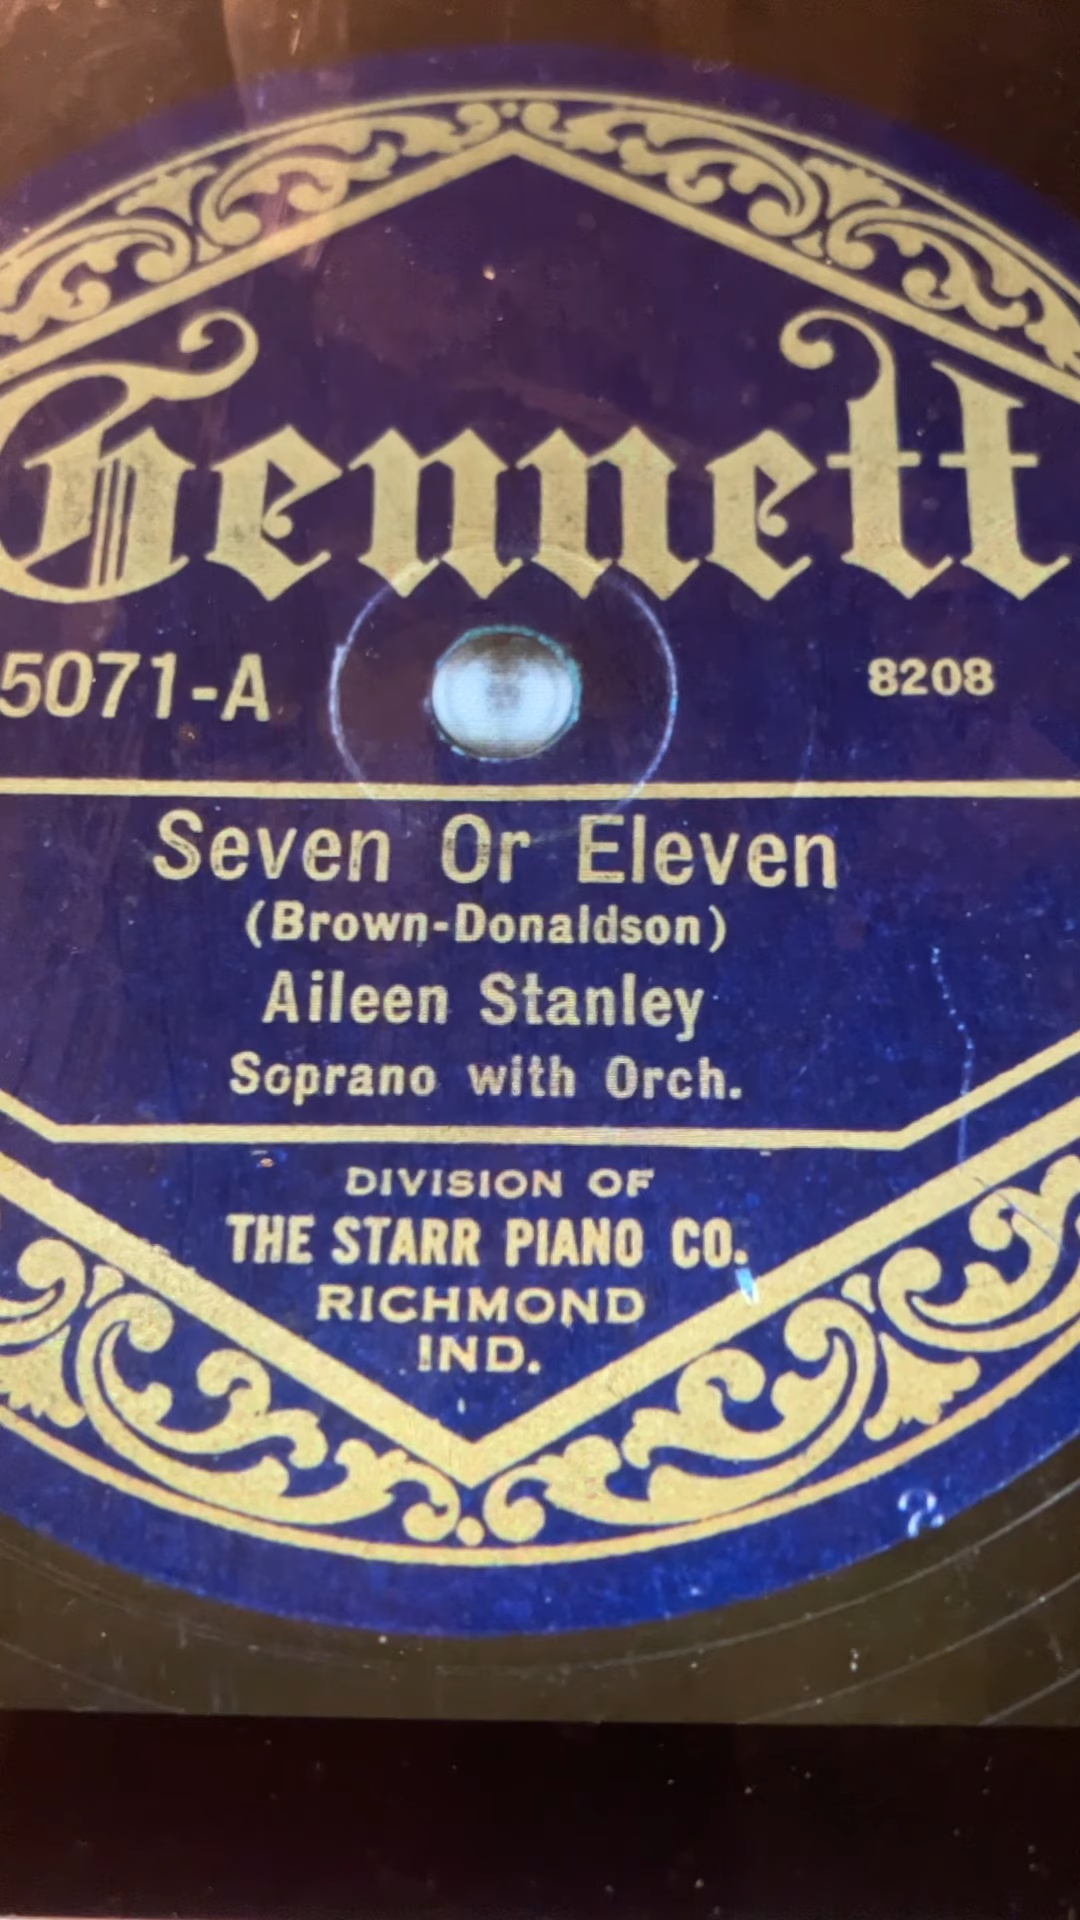 Gennett
5071-A
8208
Seven Or Eleven
(Brown-Donaldson)
Aileen Stanley
Soprano with Orch.
DIVISION OF
THE STARR PIANO CO.
RICHMOND
IND.